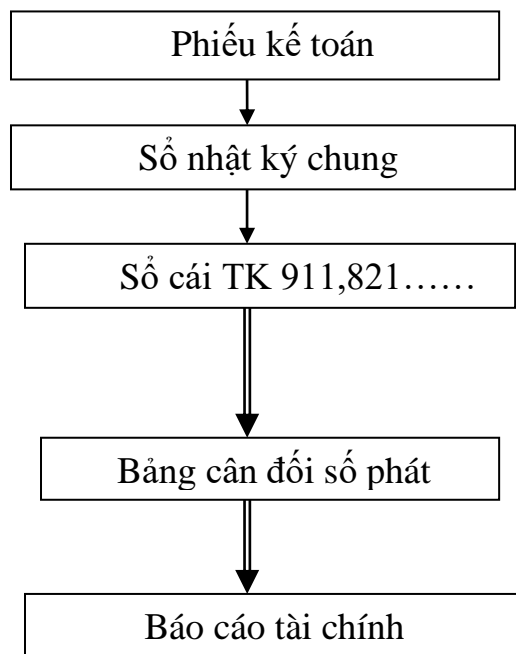 Phiếu kế toán
Sổ nhật ký chung
Sổ cái TK 911,821……
Bảng cân đối số phát
Báo cáo tài chính